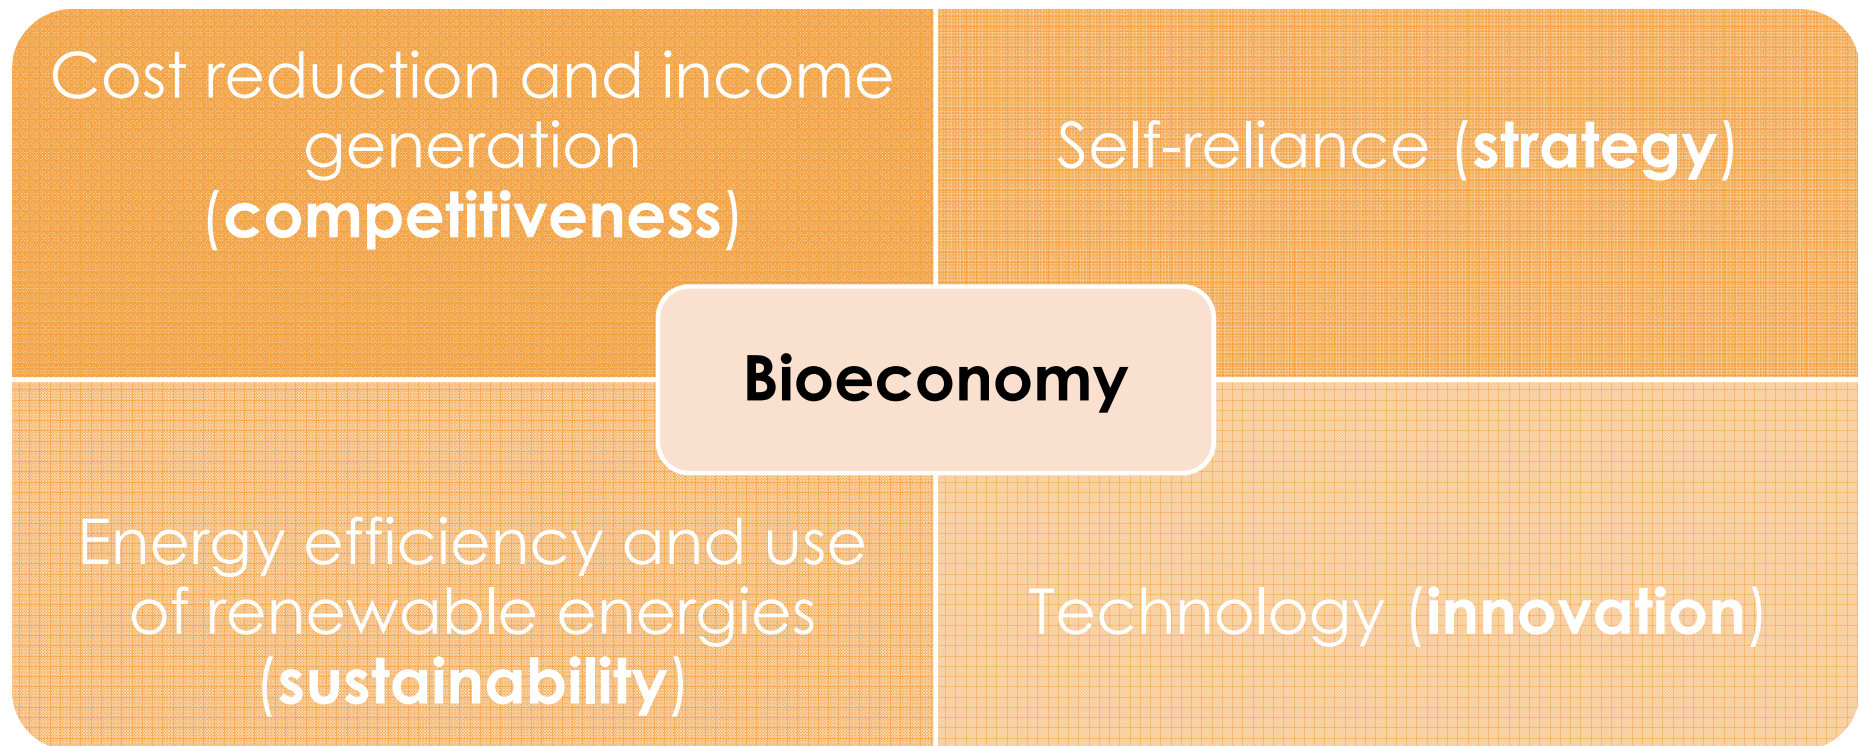 Cost reduction and income
generation
(competitiveness)
Self-reliance (strategy)
Bioeconomy
Energy efficiency and use
of renewable energies
(sustainability)
Technology (innovation)